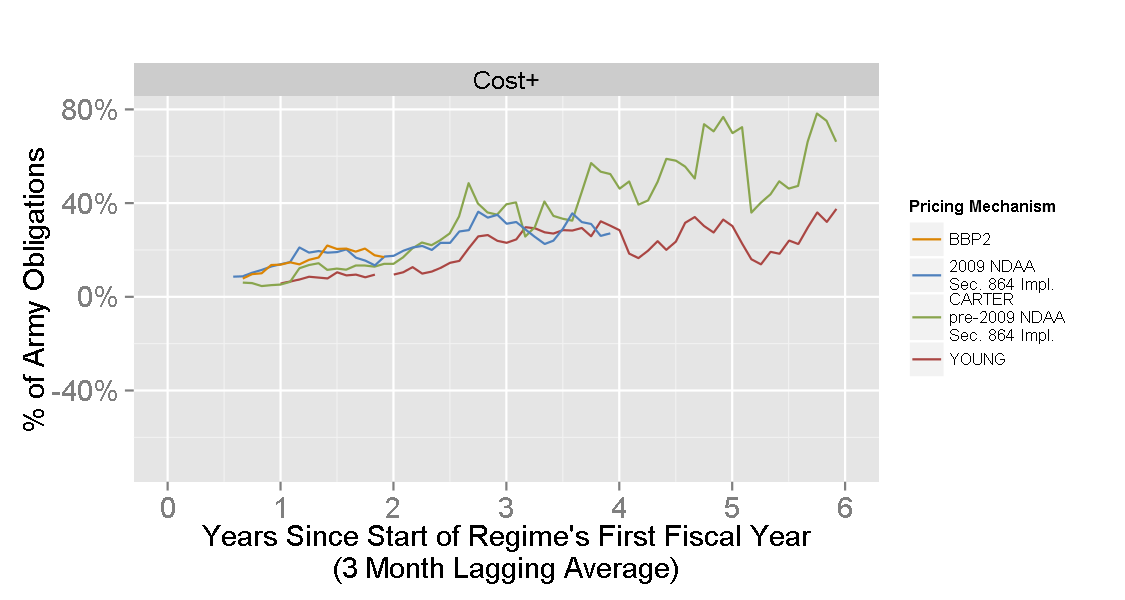 Cost+
80%
40%
0%
-40%
% of Army Obligations
0 1 2 3 4 5 6
Years Since Start of Regime's First Fiscal Year
(3 Month Lagging Average)
Pricing Mechanism
BBP2
2009 NDAA
Sec. 864 Impl.
CARTER
pre-2009 NDAA
Sec. 864 Impl.
YOUNG